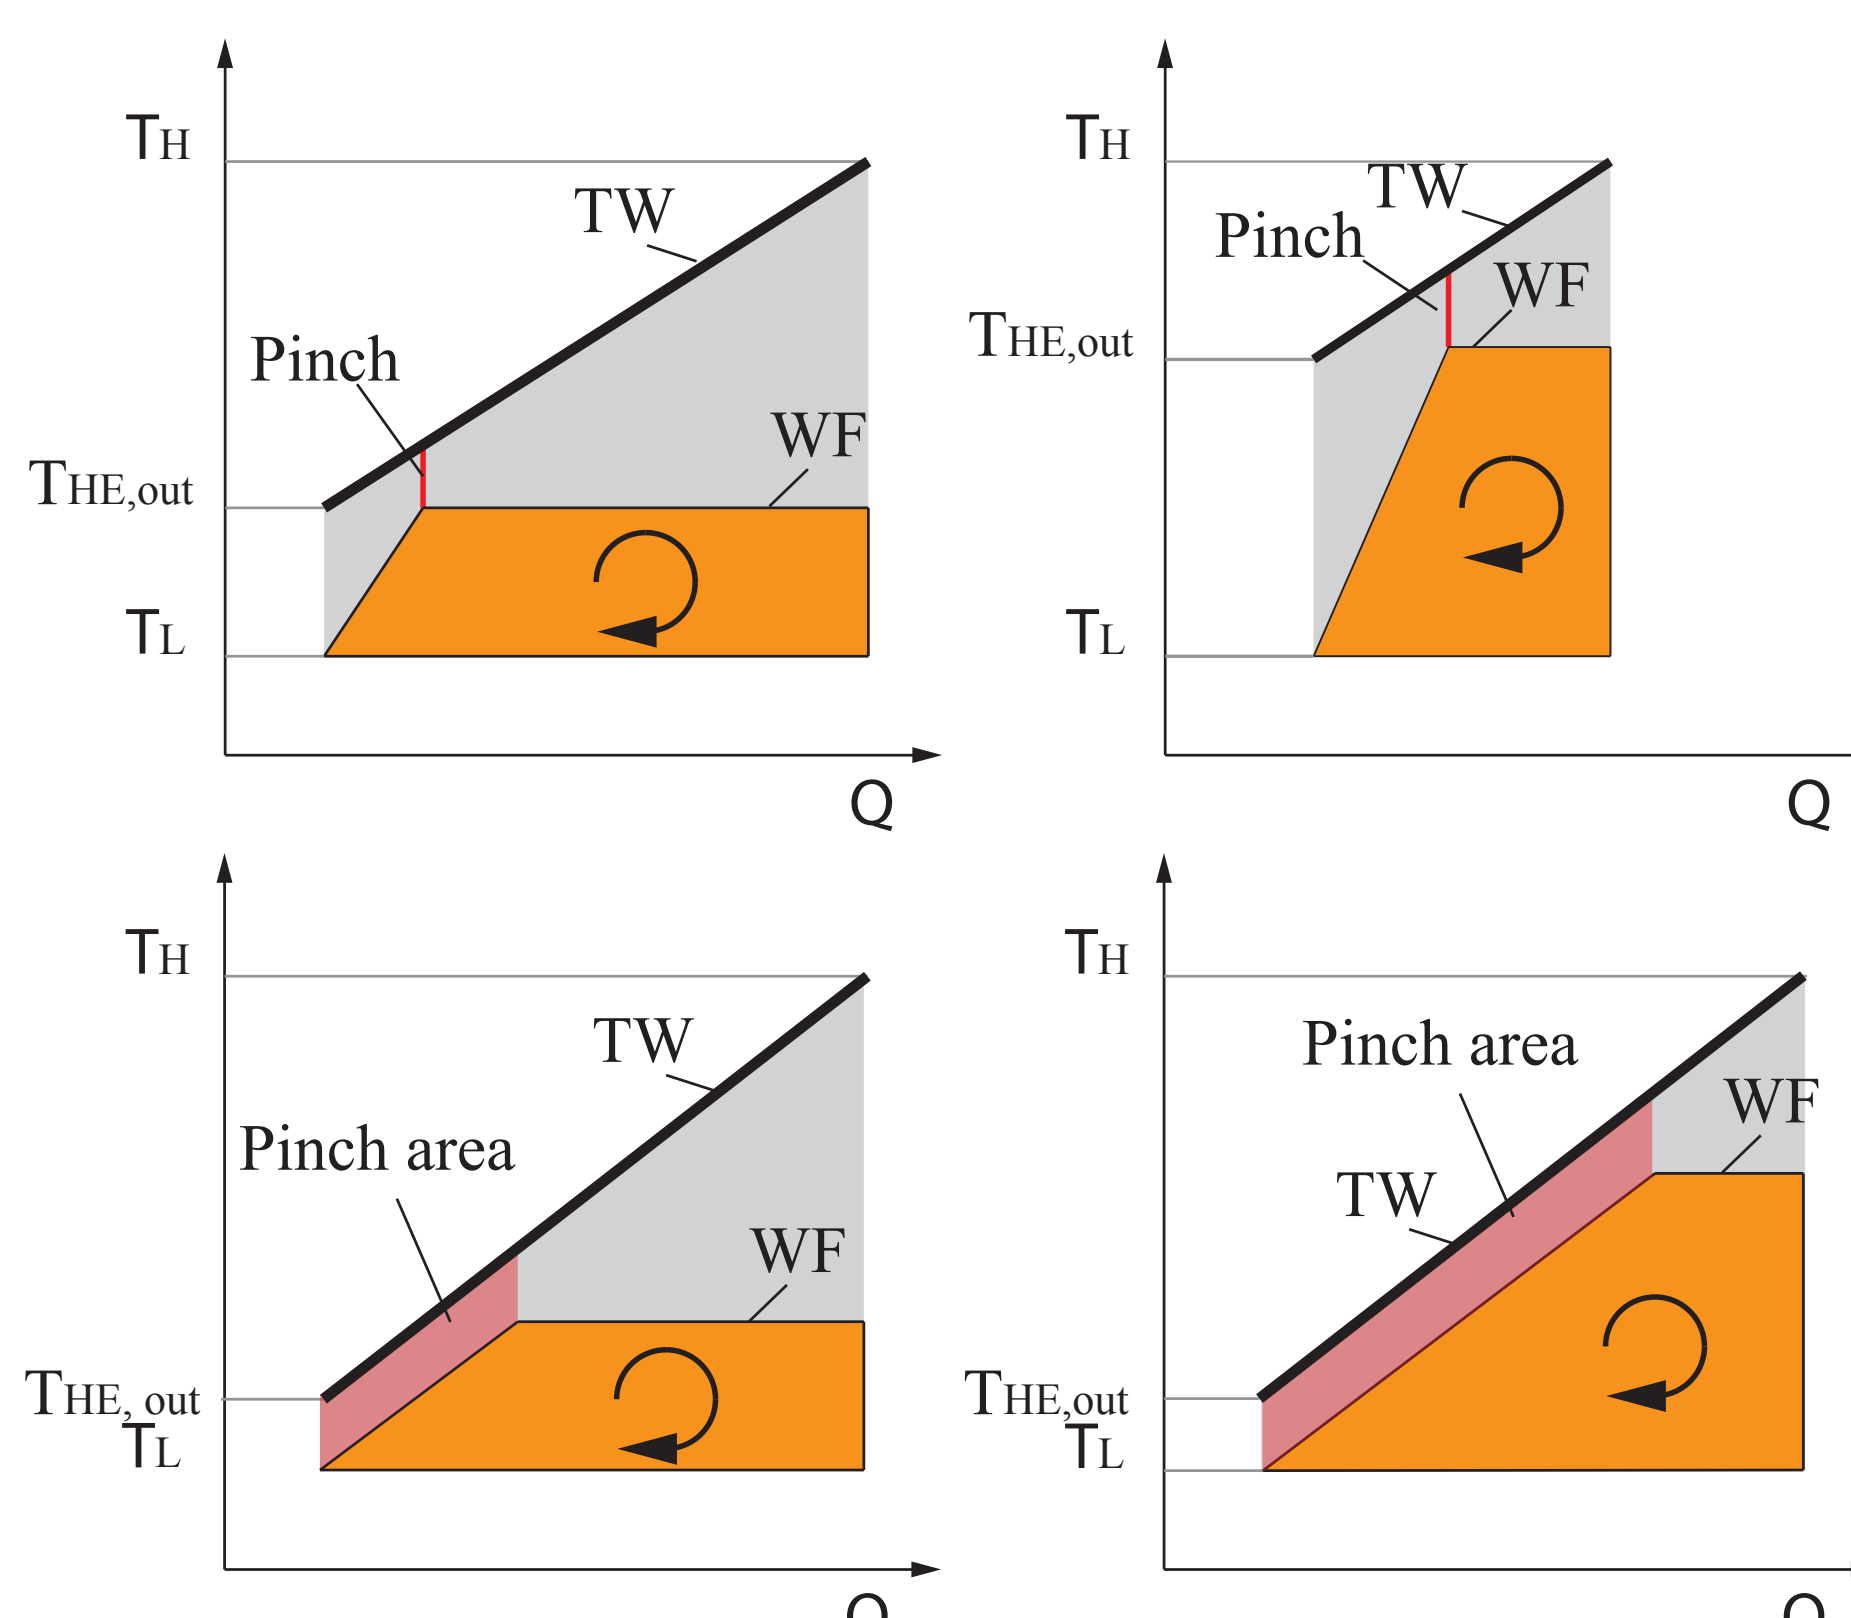 TH
TW
Pinch
WF
THE,out
TL
Q
TH
TW
Pinch
WF
THE,out
TL
Q
TH
TW
Pinch area
WF
THE, out
TL
Q
TH
Pinch area
WF
TW
THE,out
TL
Q